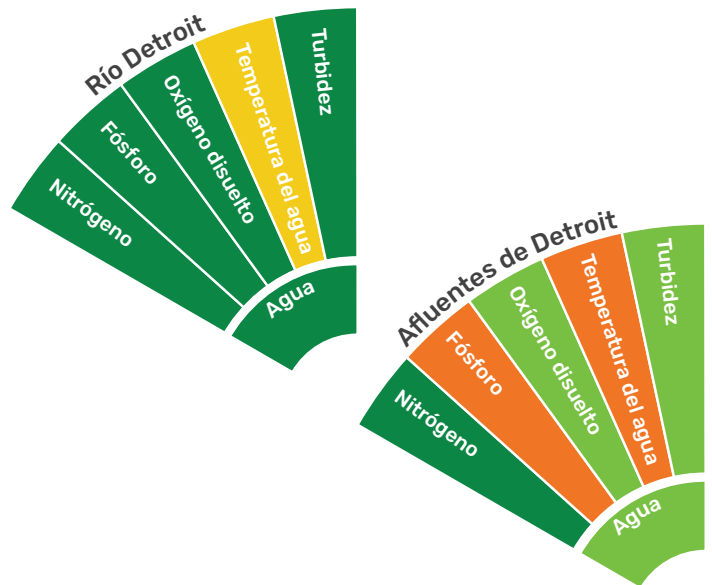 Río Detroit
Nitrógeno
Fósforo
Oxígeno disuelto
Temperatura del agua
Turbidez
Agua
Afluentes de Detroit
Nitrógeno
Fósforo
Oxígeno disuelto
Temperatura del agua
Turbidez
Agua